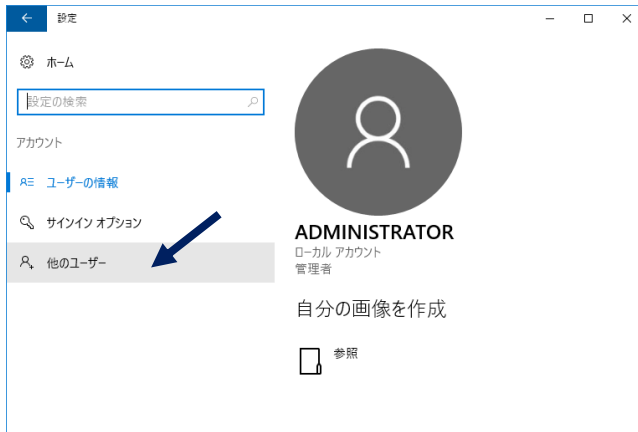 設定
ホーム
設定の検索
アカウント
ユーザーの情報
サインイン オプション
他のユーザー
ADMINISTRATOR
ローカル アカウント
管理者
自分の画像を作成
参照